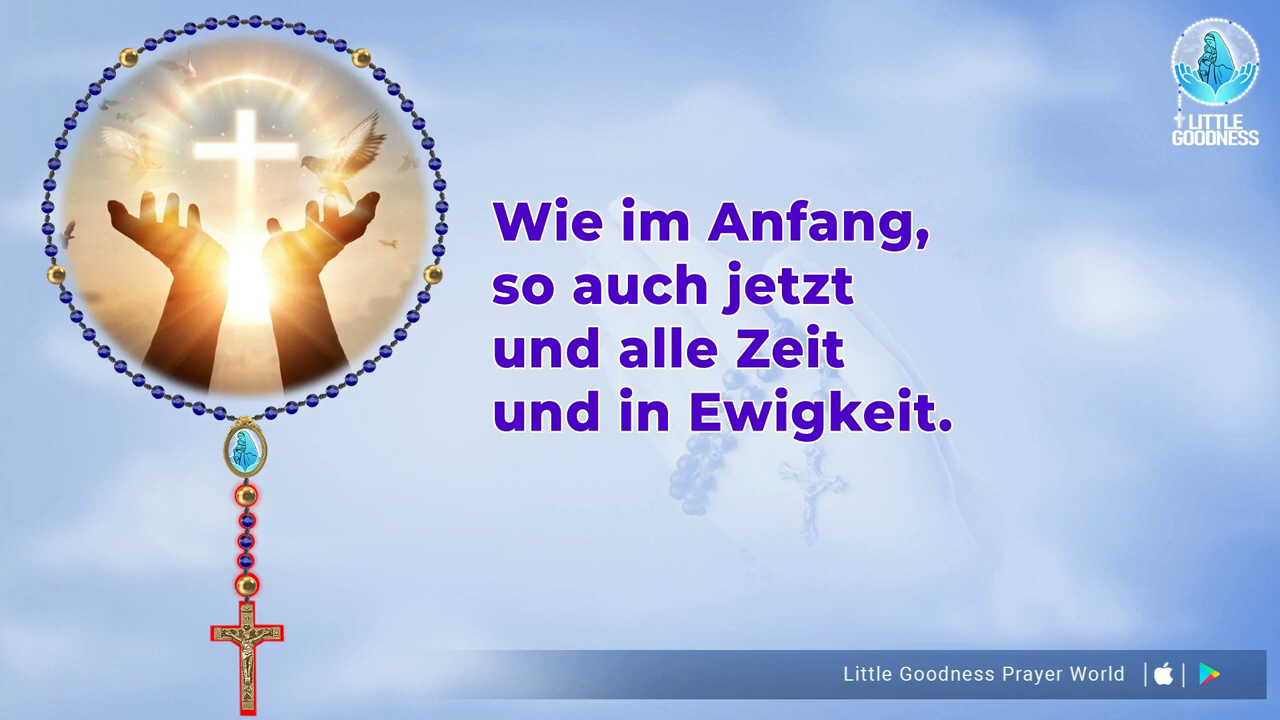 Wie im Anfang,
so auch jetzt
und alle Zeit
und in Ewigkeit.
LITTLE
GOODNESS
Little Goodness Prayer World